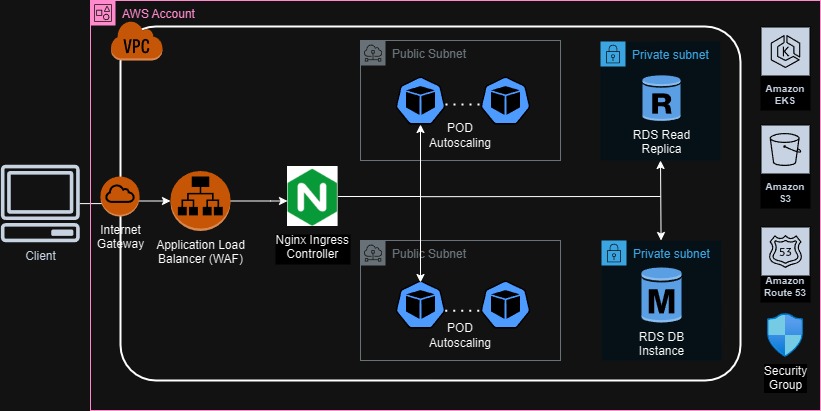 AWS Account
VPC
Public Subnet
POD
Autoscaling
Private subnet
R
RDS Read
Replica
Amazon
EKS
Amazon
S3
Client
Internet
Gateway
Application Load
Balancer (WAF)
N
Nginx Ingress
Controller
Public Subnet
POD
Autoscaling
Private subnet
M
RDS DB
Instance
53
Amazon
Route 53
Security
Group
K